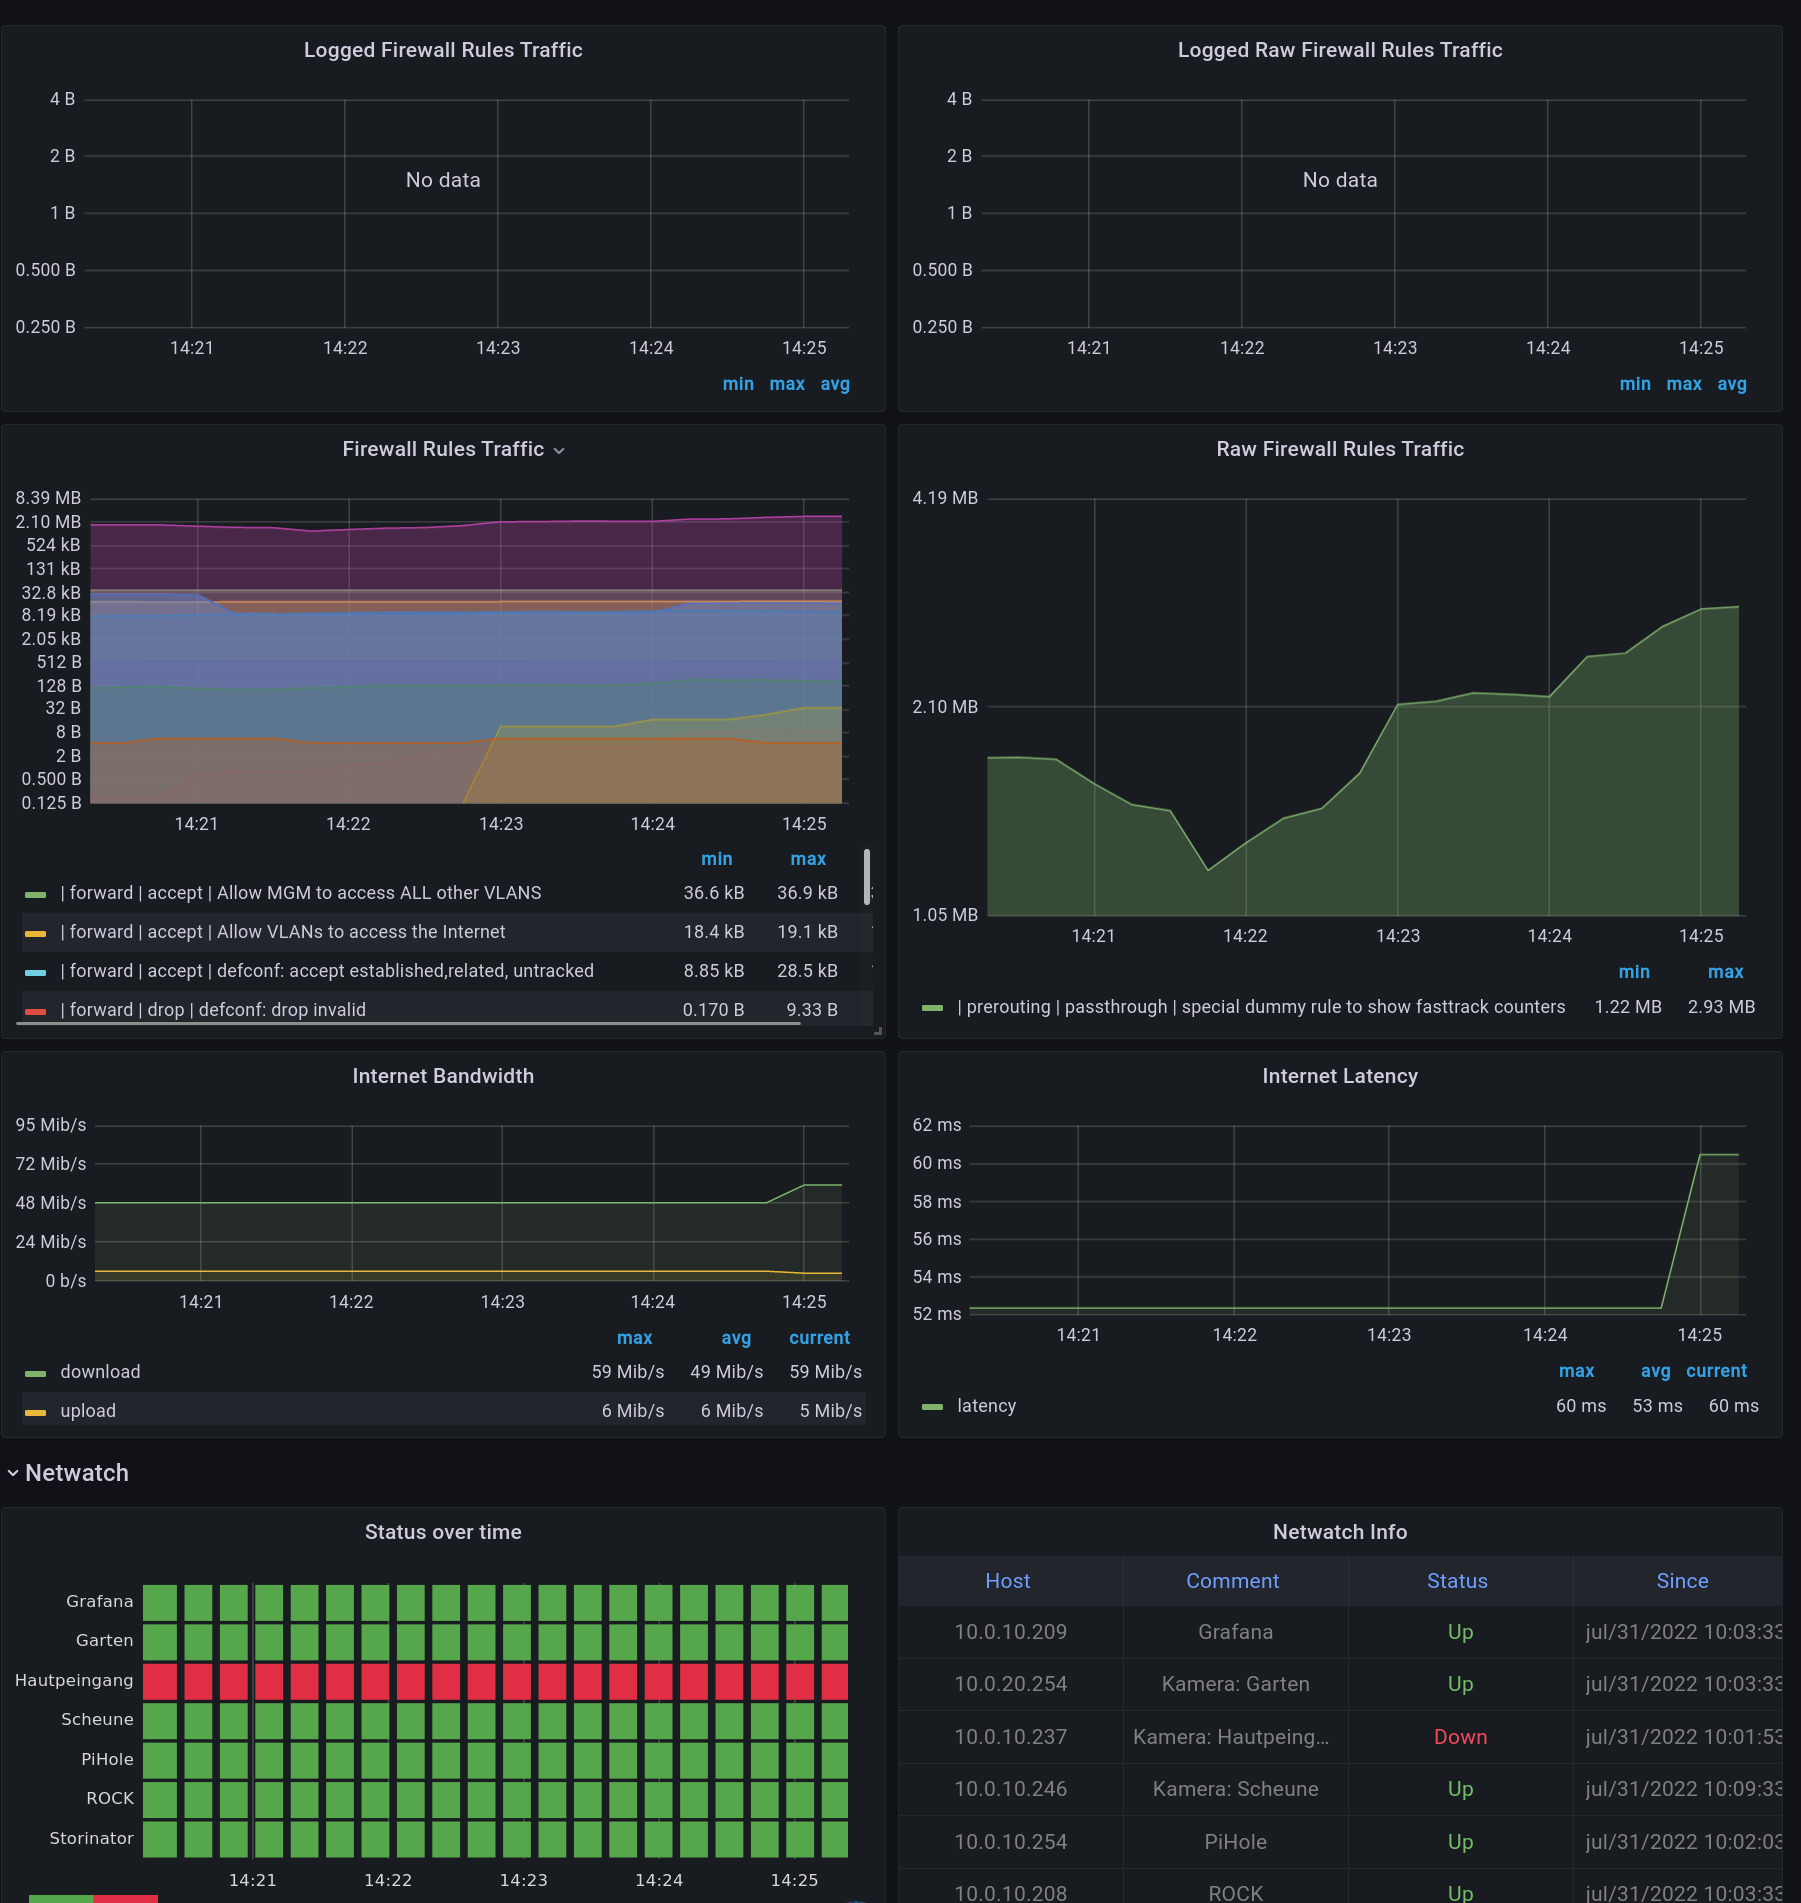 Logged Firewall Rules Traffic
4 B
2 B
1 B
0.500 B
0.250 B
No data
14:21 14:22 14:23 14:24 14:25
min max avg
Logged Raw Firewall Rules Traffic
4 B
2 B
1 B
0.500 B
0.250 B
No data
14:21 14:22 14:23 14:24 14:25
min max avg
Firewall Rules Traffic
8.39 MB
2.10 MB
524 kB
131 kB
32.8 kB
8.19 kB
2.05 kB
512 B
128 B
32 B
8 B
2 B
0.500 B
0.125 B
14:21 14:22 14:23 14:24 14:25
min max
| forward | accept | Allow MGM to access ALL other VLANS 36.6 kB 36.9 kB
| forward | accept | Allow VLANs to access the Internet 18.4 kB 19.1 kB
| forward | accept | defconf: accept established,related, untracked 8.85 kB 28.5 kB
| forward | drop | defconf: drop invalid 0.170 B 9.33 B
Raw Firewall Rules Traffic
4.19 MB
2.10 MB
1.05 MB
14:21 14:22 14:23 14:24 14:25
min max
| prerouting | passthrough | special dummy rule to show fasttrack counters 1.22 MB 2.93 MB
Internet Bandwidth
95 Mib/s
72 Mib/s
48 Mib/s
24 Mib/s
0 b/s
14:21 14:22 14:23 14:24 14:25
max avg current
download 59 Mib/s 49 Mib/s 59 Mib/s
upload 6 Mib/s 6 Mib/s 5 Mib/s
Internet Latency
62 ms
60 ms
58 ms
56 ms
54 ms
52 ms
14:21 14:22 14:23 14:24 14:25
max avg current
latency 60 ms 53 ms 60 ms
Netwatch
Status over time
Grafana
Garten
Hautpeingang
Scheune
PiHole
ROCK
Storinator
14:21 14:22 14:23 14:24 14:25
Netwatch Info
Host Comment Status Since
10.0.10.209 Grafana Up jul/31/2022 10:03:33
10.0.20.254 Kamera: Garten Up jul/31/2022 10:03:33
10.0.10.237 Kamera: Hautpeing... Down jul/31/2022 10:01:53
10.0.10.246 Kamera: Scheune Up jul/31/2022 10:09:33
10.0.10.254 PiHole Up jul/31/2022 10:02:03
10.0.10.208 ROCK Up jul/31/2022 10:03:33